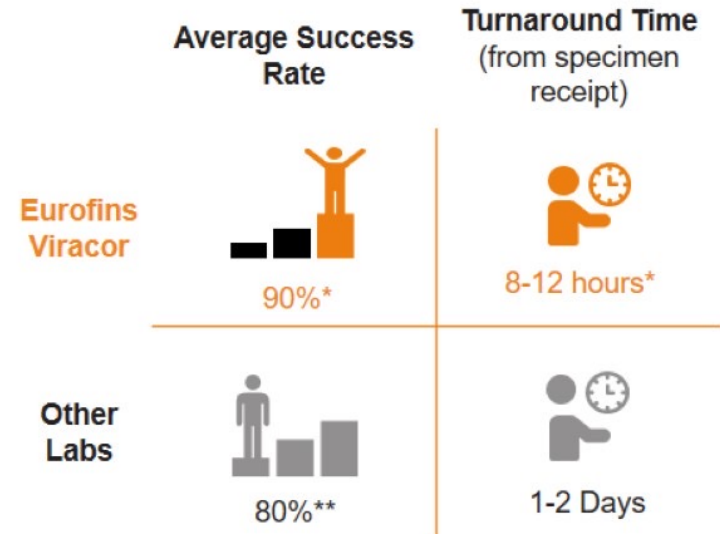 Average Success
Rate
Turnaround Time
(from specimen
receipt)
Eurofins
Viracor
90%*
8-12 hours*
Other
Labs
80%**
1-2 Days